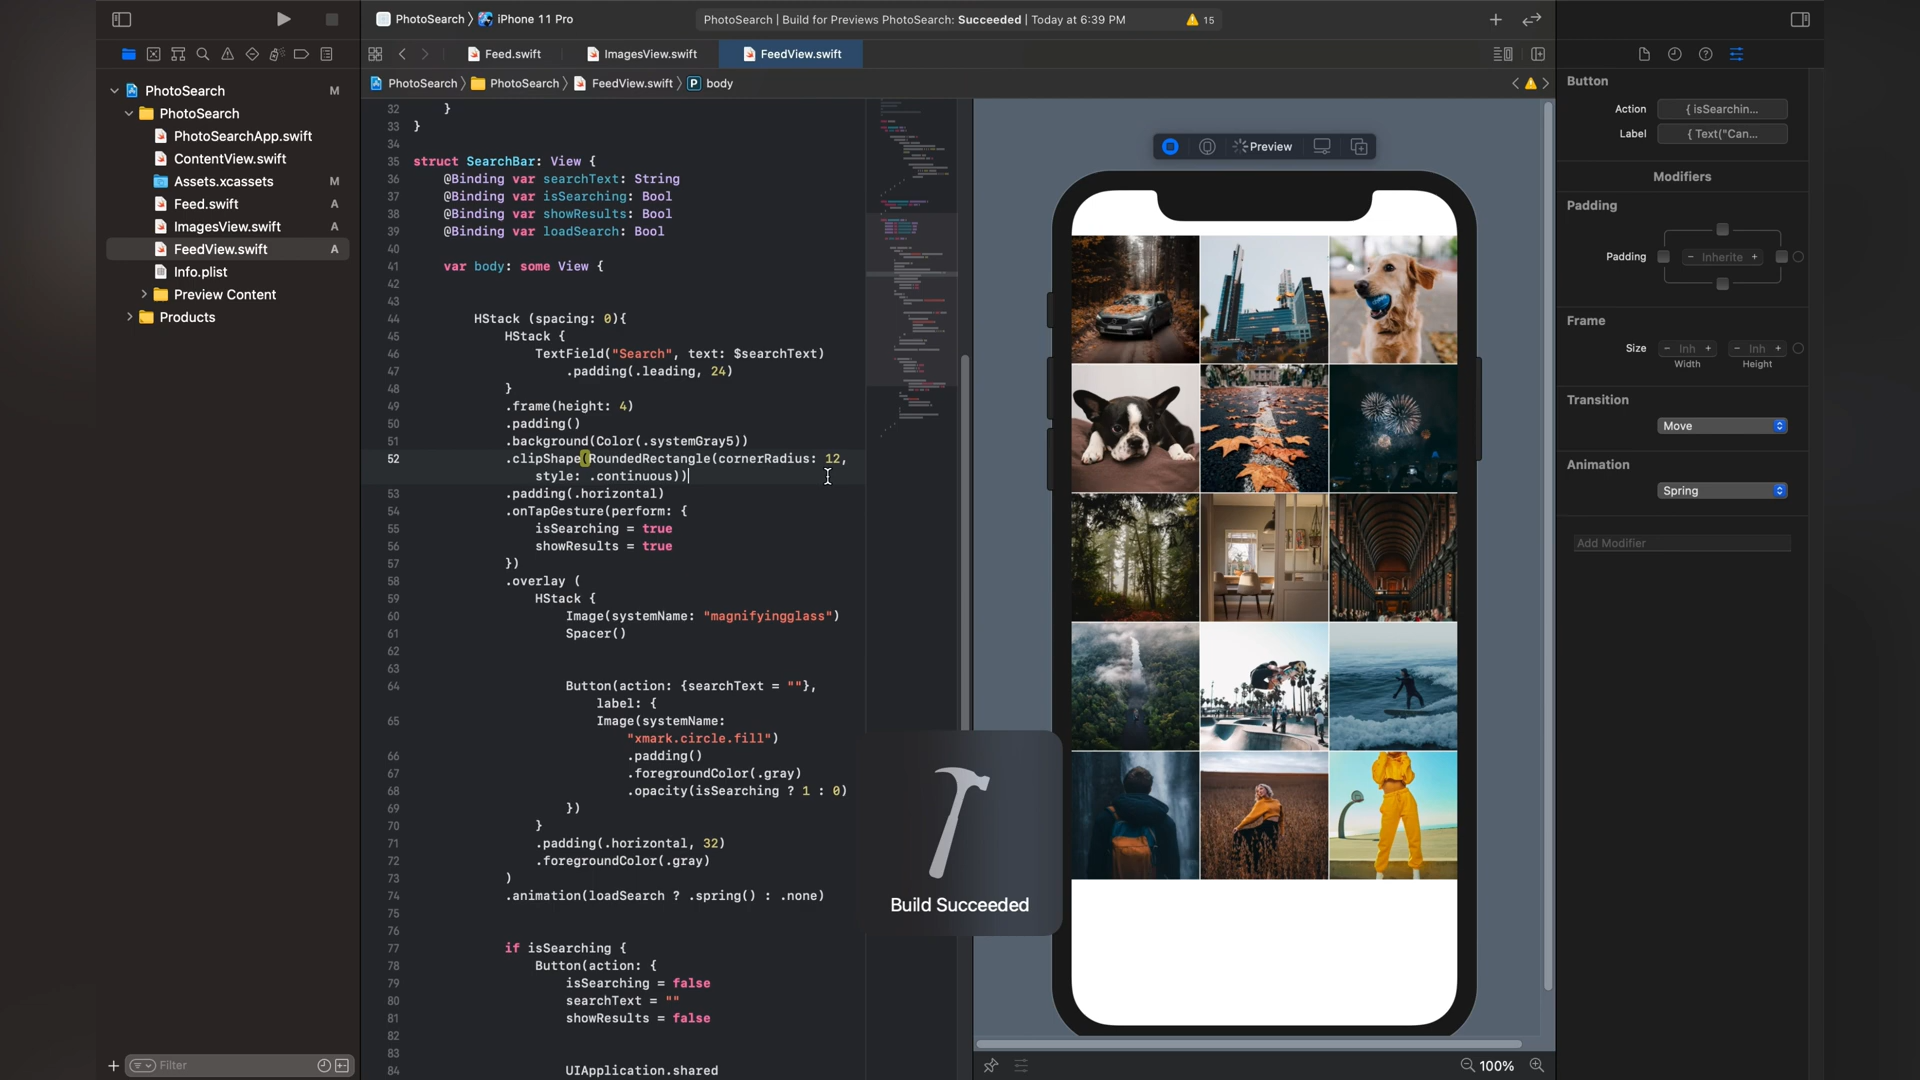 PhotoSearch 〉 iPhone 11 Pro
PhotoSearch | Build for Previews PhotoSearch: Succeeded | Today at 6:39 PM
15
Feed.swift
ImagesView.swift
FeedView.swift
PhotoSearch 〉 PhotoSearch 〉 FeedView.swift 〉 P body
PhotoSearch M
PhotoSearch
PhotoSearchApp.swift
ContentView.swift
Assets.xcassets M
Feed.swift A
ImagesView.swift A
FeedView.swift A
Info.plist
Preview Content
Products
Filter
32 }
33 }
34
35 struct SearchBar: View {
36 @Binding var searchText: String
37 @Binding var isSearching: Bool
38 @Binding var showResults: Bool
39 @Binding var loadSearch: Bool
40
41 var body: some View {
42
43
44 HStack (spacing: 0){
45 HStack {
46 TextField("Search", text: $searchText)
47 .padding(.leading, 24)
48 }
49 .frame(height: 4)
50 .padding()
51 .background(Color(.systemGray5))
52 .clipShape(RoundedRectangle(cornerRadius: 12,
style: .continuous))
53 .padding(.horizontal)
54 .onTapGesture(perform: {
55 isSearching = true
56 showResults = true
57 })
58 .overlay (
59 HStack {
60 Image(systemName: "magnifyingglass")
61 Spacer()
62
63
64 Button(action: {searchText = ""},
label: {
65 Image(systemName:
"xmark.circle.fill")
66 .padding()
67 .foregroundColor(.gray)
68 .opacity(isSearching ? 1 : 0)
69 })
70 }
71 .padding(.horizontal, 32)
72 .foregroundColor(.gray)
73 )
74 .animation(loadSearch ? .spring() : .none)
75
76
77 if isSearching {
78 Button(action: {
79 isSearching = false
80 searchText = ""
81 showResults = false
82
83
84 UIApplication.shared
Preview
Build Succeeded
100%
Button
Action { isSearchin...
Label { Text("Can...
Modifiers
Padding
Padding − Inherite +
Frame
Size − Inh + − Inh +
Width Height
Transition
Move
Animation
Spring
Add Modifier